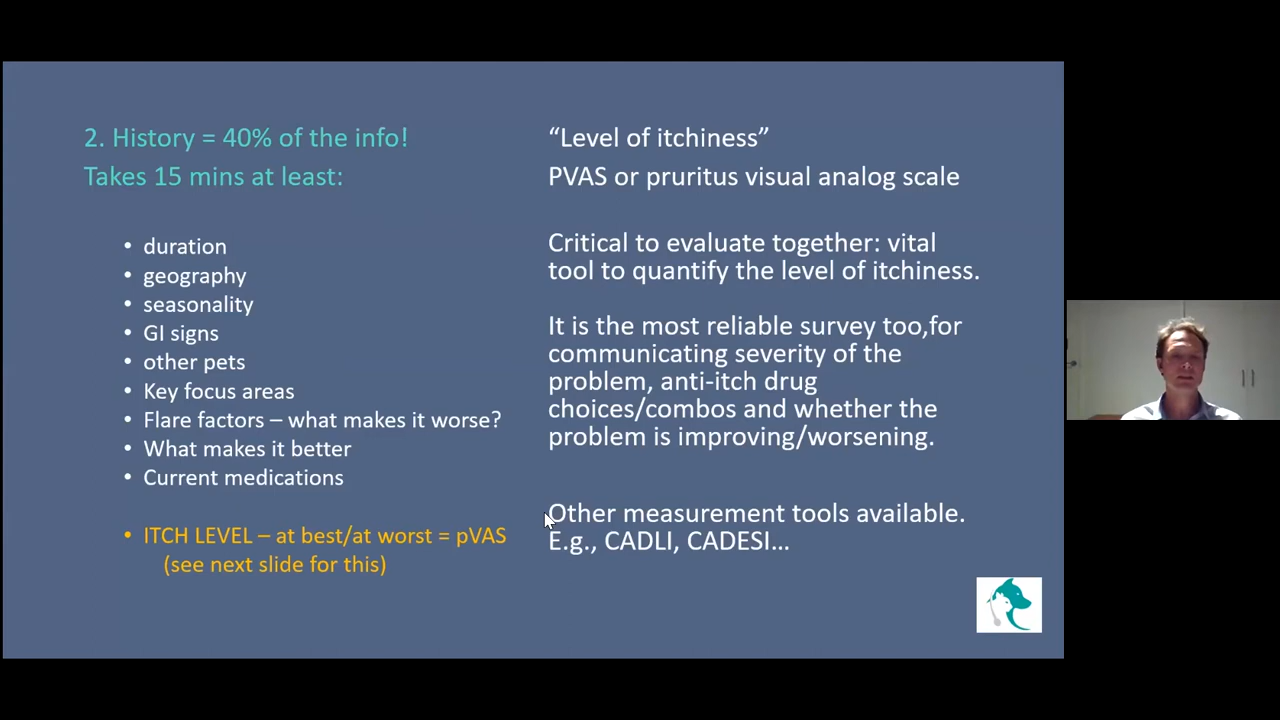 2. History = 40% of the info!
Takes 15 mins at least:
• duration
• geography
• seasonality
• GI signs
• other pets
• Key focus areas
• Flare factors – what makes it worse?
• What makes it better
• Current medications
• ITCH LEVEL – at best/at worst = pVAS
(see next slide for this)
“Level of itchiness”
PVAS or pruritus visual analog scale
Critical to evaluate together: vital
tool to quantify the level of itchiness.
It is the most reliable survey too,for
communicating severity of the
problem, anti-itch drug
choices/combos and whether the
problem is improving/worsening.
Other measurement tools available.
E.g., CADLI, CADESI...